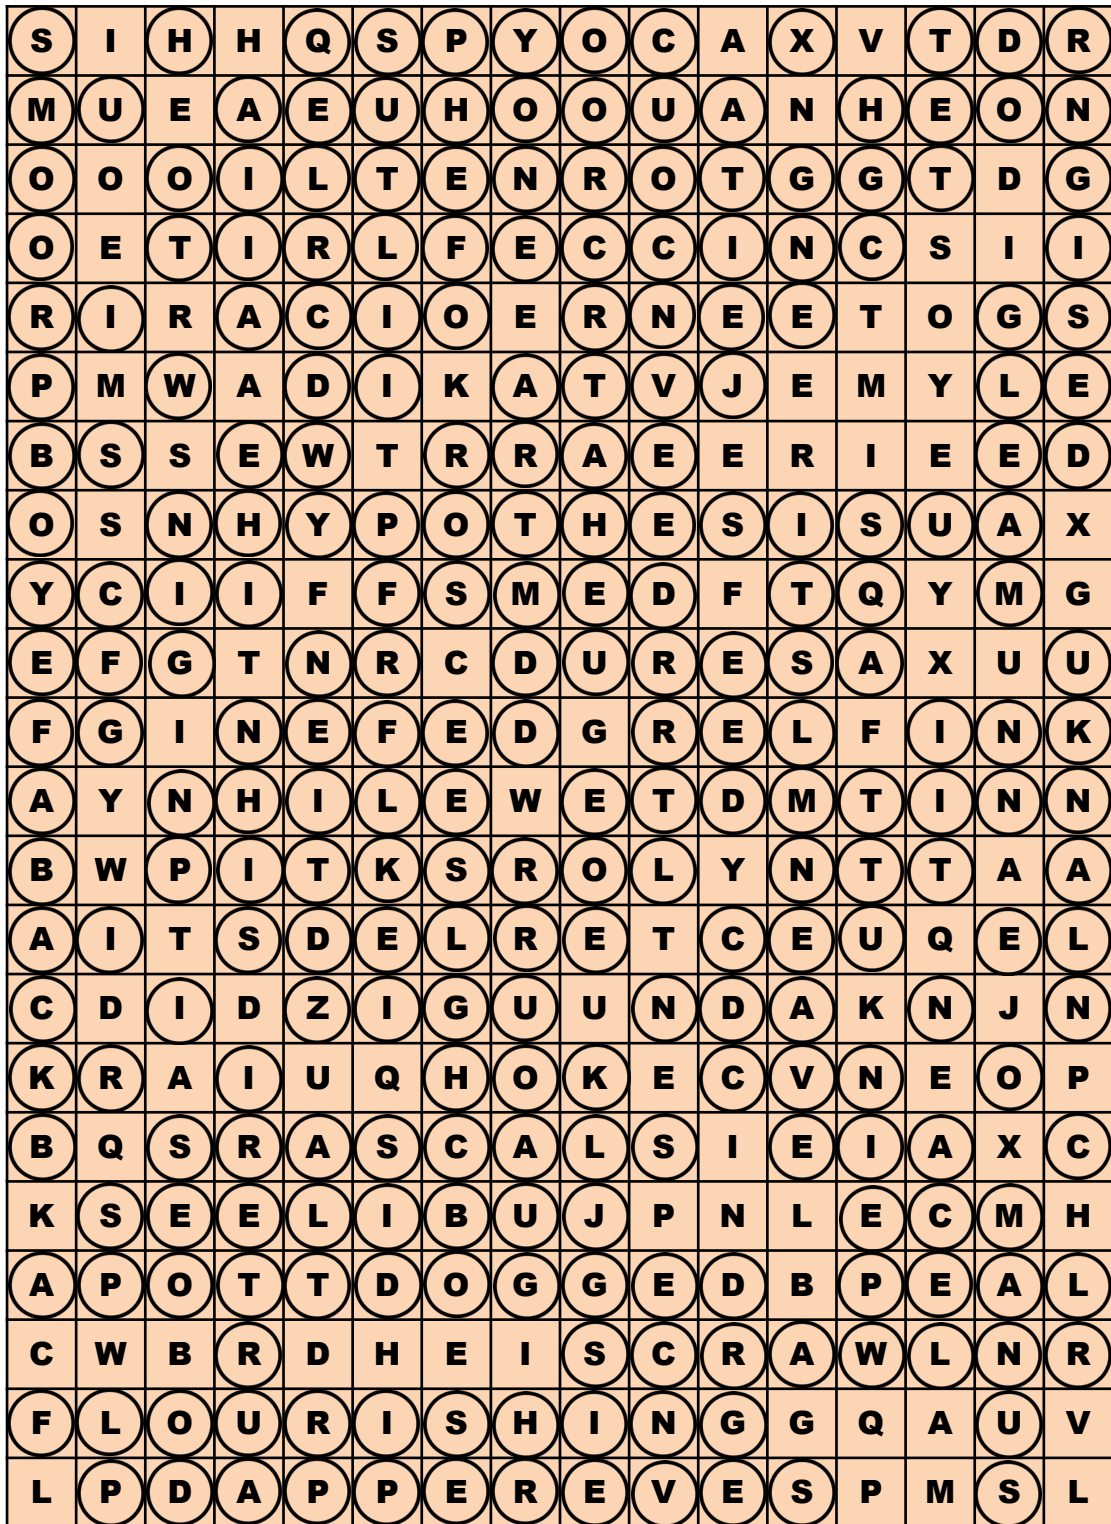 S I H H Q S P Y O C A X V T D R
M U E A E U H O O U A N H E O N
O O O I L T E N R O T G G T D G
O E T I R L F E C C I N C S I I
R I R A C I O E R N E E T O G S
P M W A D I K A T V J E M Y L E
B S S E W T R R A E E R I E E D
O S N H Y P O T H E S I S U A X
Y C I I F F S M E D F T Q Y M G
E F G T N R C D U R E S A X U U
F G I N E F E D G R E L F I N K
A Y N H I L E W E T D M T I N N
B W P I T K S R O L Y N T T A A
A I T S D E L R E T C E U Q E L
C D I D Z I G U U N D A K N J N
K R A I U Q H O K E C V N E O P
B Q S R A S C A L S I E I A X C
K S E E L I B U J P N L E C M H
A P O T T D O G G E D B P E A L
C W B R D H E I S C R A W L N R
F L O U R I S H I N G G Q A U V
L P D A P P E R E V E S P M S L